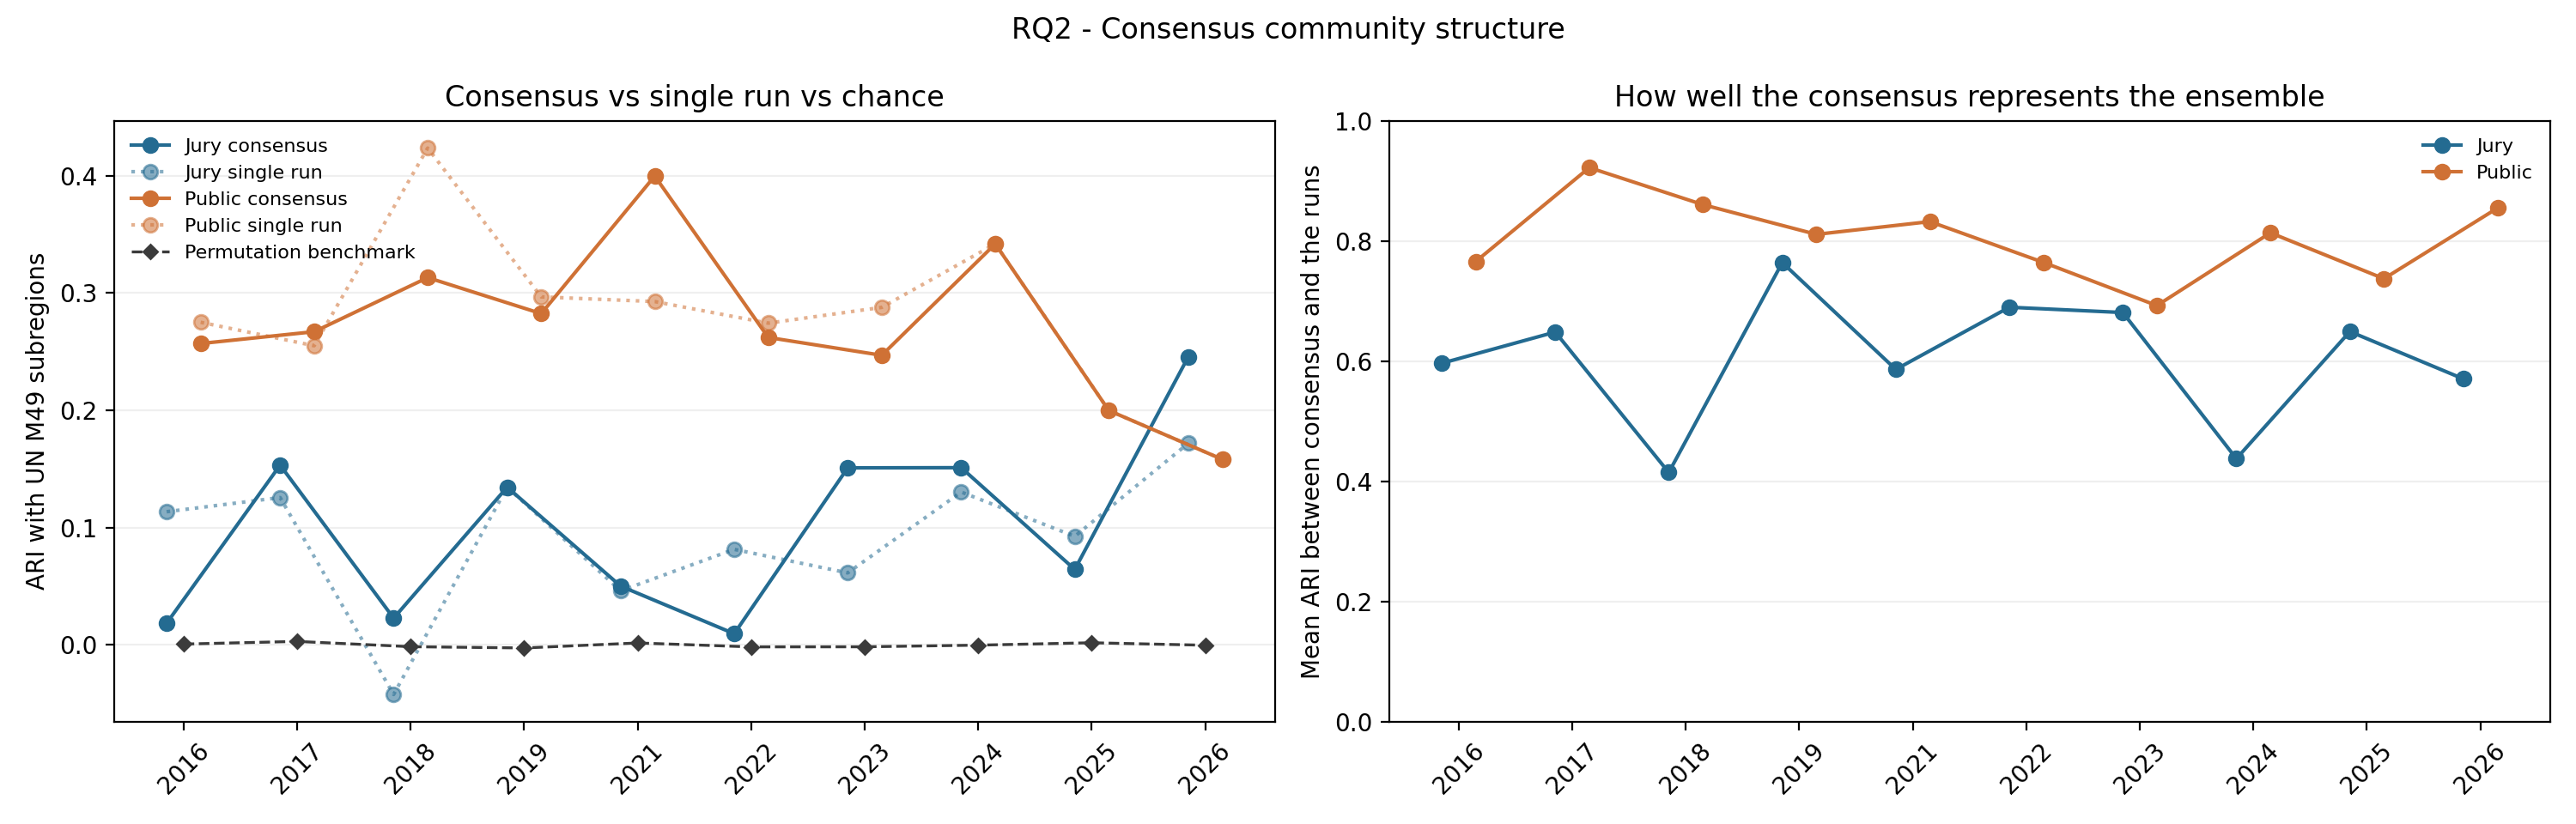 RQ2 - Consensus community structure
Consensus vs single run vs chance
ARI with UN M49 subregions
0.4
0.3
0.2
0.1
0.0
Jury consensus
Jury single run
Public consensus
Public single run
Permutation benchmark
2016
2017
2018
2019
2021
2022
2023
2024
2025
2026
How well the consensus represents the ensemble
Mean ARI between consensus and the runs
1.0
0.8
0.6
0.4
0.2
0.0
Jury
Public
2016
2017
2018
2019
2021
2022
2023
2024
2025
2026